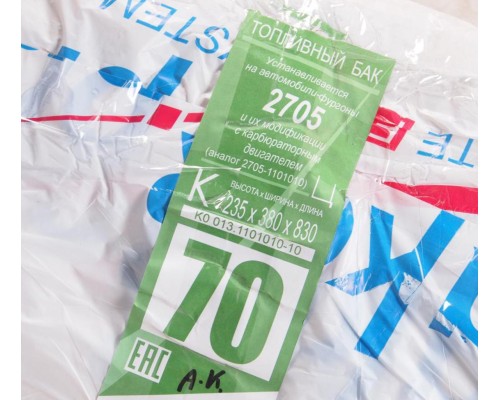 ТОПЛИВНЫЙ БАК
Устанавливается
на автомобили-фургоны
2705
и их модификации
с карбюраторным
двигателем
(аналог 2705-1101010)
К Ц
ВЫСОТА х ШИРИНА х ДЛИНА
235 х 380 х 830
КО 013.1101010-10
70
ЕАС
А.К.